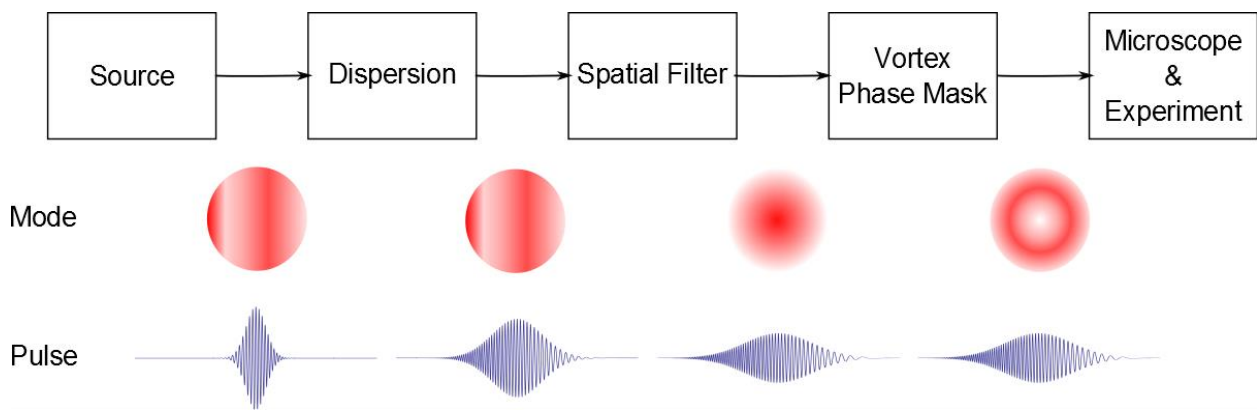 Source
Dispersion
Spatial Filter
Vortex
Phase Mask
Microscope
&
Experiment
Mode
Pulse